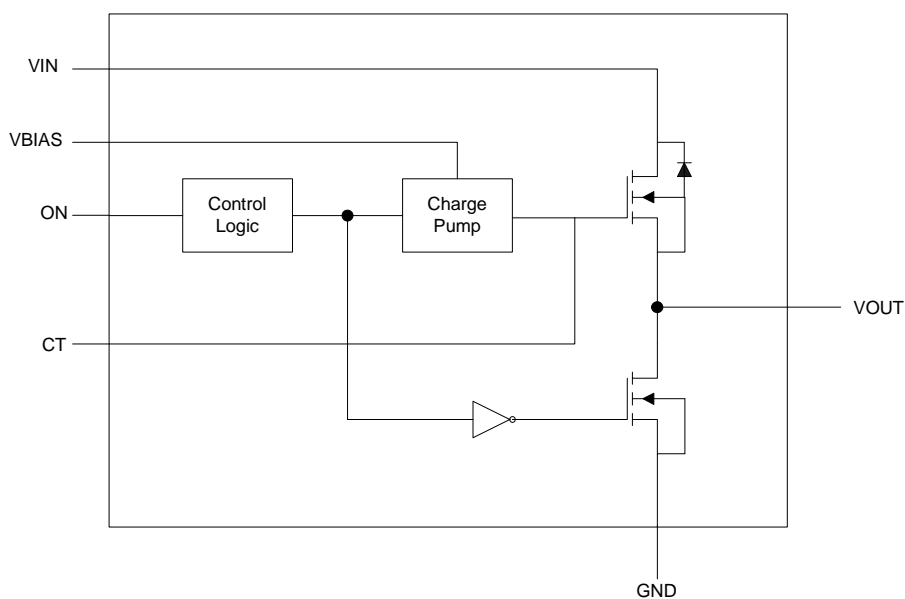 VIN
VBIAS
ON
Control
Logic
Charge
Pump
VOUT
CT
GND